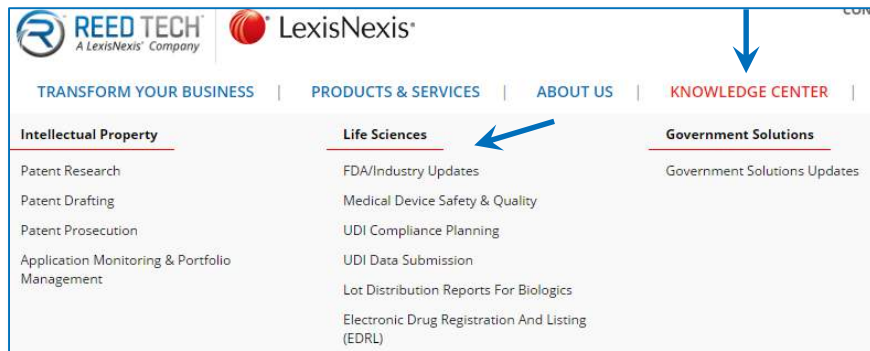 REED TECH
A LexisNexis® Company
LexisNexis®
TRANSFORM YOUR BUSINESS | PRODUCTS & SERVICES | ABOUT US | KNOWLEDGE CENTER |
Intellectual Property
Patent Research
Patent Drafting
Patent Prosecution
Application Monitoring & Portfolio
Management
Life Sciences
FDA/Industry Updates
Medical Device Safety & Quality
UDI Compliance Planning
UDI Data Submission
Lot Distribution Reports For Biologics
Electronic Drug Registration And Listing
(EDRL)
Government Solutions
Government Solutions Updates